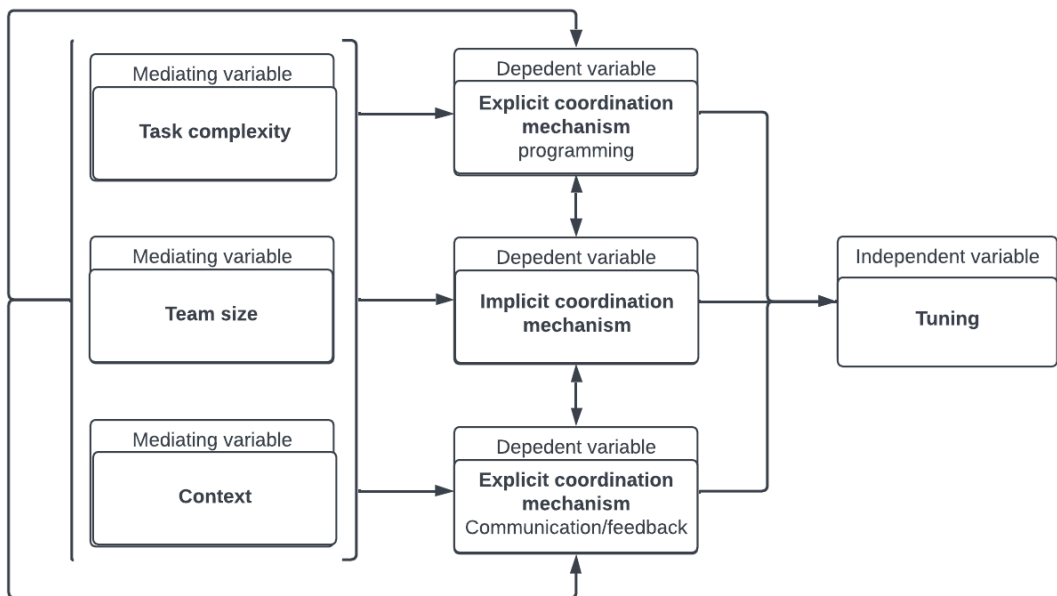 Mediating variable
Task complexity
Depedent variable
Explicit coordination
mechanism
programming
Mediating variable
Team size
Dependent variable
Implicit coordination
mechanism
Independent variable
Tuning
Mediating variable
Context
Depedent variable
Explicit coordination
mechanism
Communication/feedback